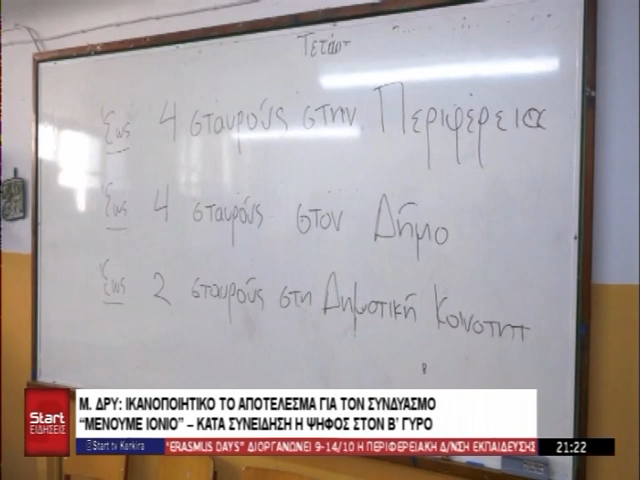 Τετάρτ
Έως 4 σταυρούς στην Περιφέρεια
Έως 4 σταυρούς στον Δήμο
Έως 2 σταυρούς στη Δημοτική Κοινοτητ
Start
ΕΙΔΗΣΕΙΣ
Μ. ΔΡΥ: ΙΚΑΝΟΠΟΙΗΤΙΚΟ ΤΟ ΑΠΟΤΕΛΕΣΜΑ ΓΙΑ ΤΟΝ ΣΥΝΔΥΑΣΜΟ
“ΜΕΝΟΥΜΕ ΙΟΝΙΟ” – ΚΑΤΑ ΣΥΝΕΙΔΗΣΗ Η ΨΗΦΟΣ ΣΤΟΝ Β’ ΓΥΡΟ
Start tv Kerkira "ERASMUS DAYS" ΔΙΟΡΓΑΝΩΝΕΙ 9-14/10 Η ΠΕΡΙΦΕΡΕΙΑΚΗ Δ/ΝΣΗ ΕΚΠΑΙΔΕΥΣΗΣ 21:22